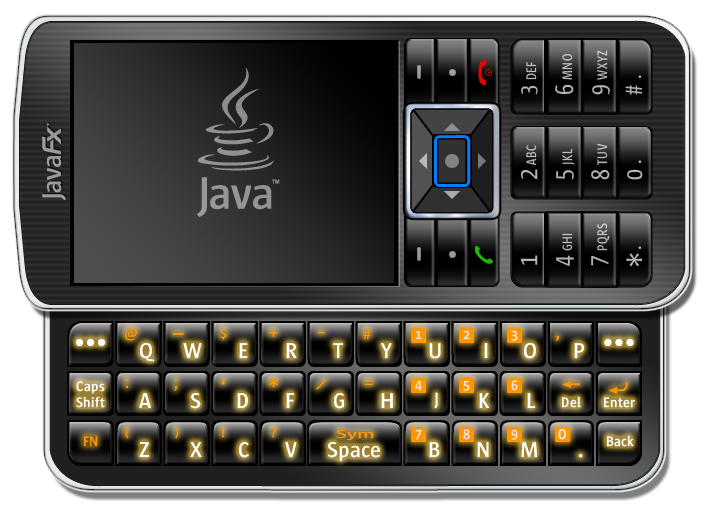 JavaFx™
Java™
3 DEF
6 MNO
9 WXYZ
#.
2 ABC
5 JKL
8 TUV
0.
1
4 GHI
7 PQRS
*.
••• @ Q – W $ E + R - T # Y 1 U 2 I 3 O , P •••
Caps Shift : A ; S ' D * F / G = H 4 J 5 K 6 L ← Del ↵ Enter
FN ( Z ) X ! C ? V Sym Space 7 B 8 N 9 M 0 . Back